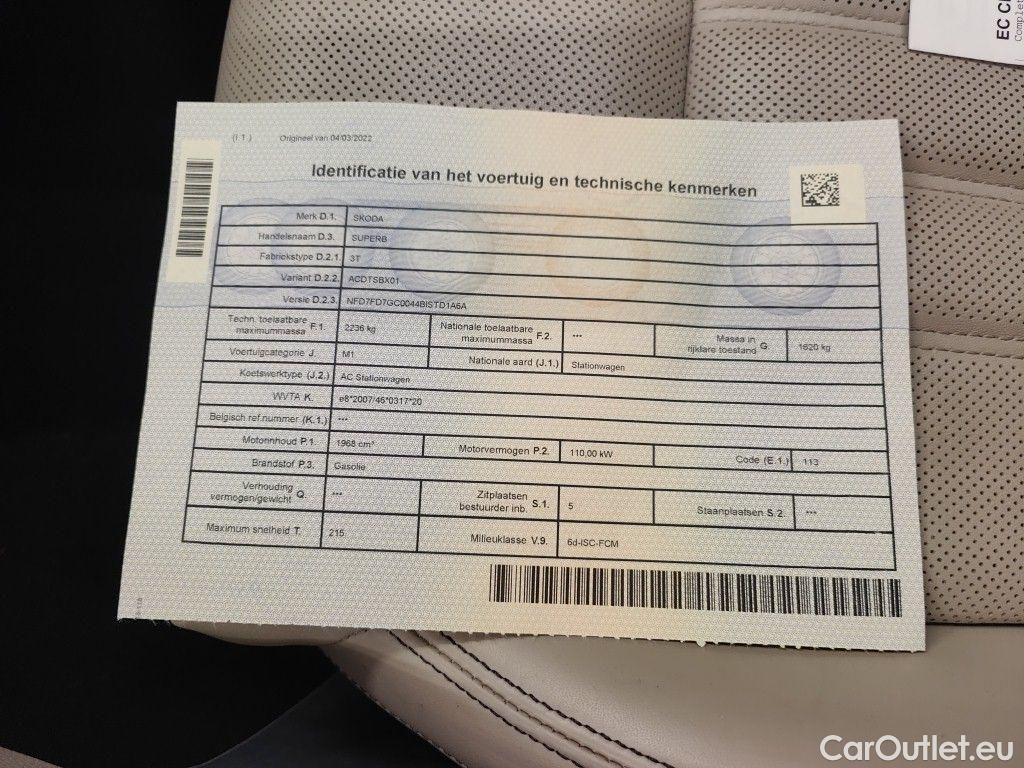 EC C
Complet
(I.1.) Origineel van 04/03/2022
Identificatie van het voertuig en technische kenmerken
Merk D.1. SKODA
Handelsnaam D.3. SUPERB
Fabriekstype D.2.1. 3T
Variant D.2.2. ACDTSBX01
Versie D.2.3. NFD7FD7GC0044BISTD1A6A
Techn. toelaatbare maximummassa F.1. 2236 kg Nationale toelaatbare maximummassa F.2. --- Massa in rijklare toestand G. 1620 kg
Voertuigcategorie J. M1 Nationale aard (J.1.) Stationwagen
Koetswerktype (J.2.) AC Stationwagen
WVTA K. e8*2007/46*0317*20
Belgisch ref.nummer (K.1.) ---
Motorinhoud P.1. 1968 cm³ Motorvermogen P.2. 110,00 kW Code (E.1.) 113
Brandstof P.3. Gasolie
Verhouding vermogen/gewicht Q. --- Zitplaatsen bestuurder inb. S.1. 5 Staanplaatsen S.2. ---
Maximum snelheid T. 215 Milieuklasse V.9. 6d-ISC-FCM
CarOutlet.eu